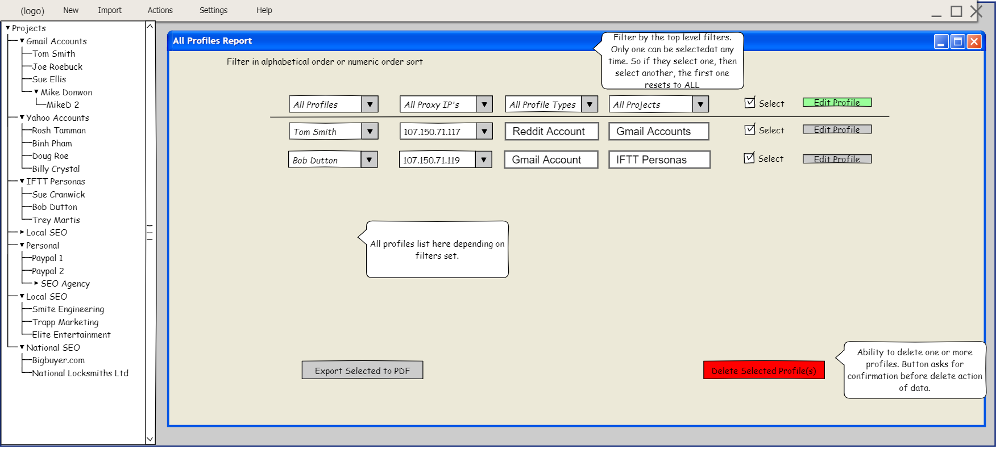 (logo) New Import Actions Settings Help
Projects
Gmail Accounts
Tom Smith
Joe Roebuck
Sue Ellis
Mike Donwon
MikeD 2
Yahoo Accounts
Rosh Tamman
Binh Pham
Doug Roe
Billy Crystal
IFTT Personas
Sue Cranwick
Bob Dutton
Trey Martis
Local SEO
Personal
Paypal 1
Paypal 2
SEO Agency
Local SEO
Smite Engineering
Trapp Marketing
Elite Entertainment
National SEO
Bigbuyer.com
National Locksmiths Ltd
All Profiles Report
Filter by the top level filters.
Only one can be selectedat any
time. So if they select one, then
select another, the first one
resets to ALL
Filter in alphabetical order or numeric order sort
All Profiles All Proxy IP's All Profile Types All Projects Select Edit Profile
Tom Smith 107.150.71.117 Reddit Account Gmail Accounts Select Edit Profile
Bob Dutton 107.150.71.119 Gmail Account IFTT Personas Select Edit Profile
All profiles list here depending on
filters set.
Export Selected to PDF
Delete Selected Profile(s)
Ability to delete one or more
profiles. Button asks for
confirmation before delete action
of data.